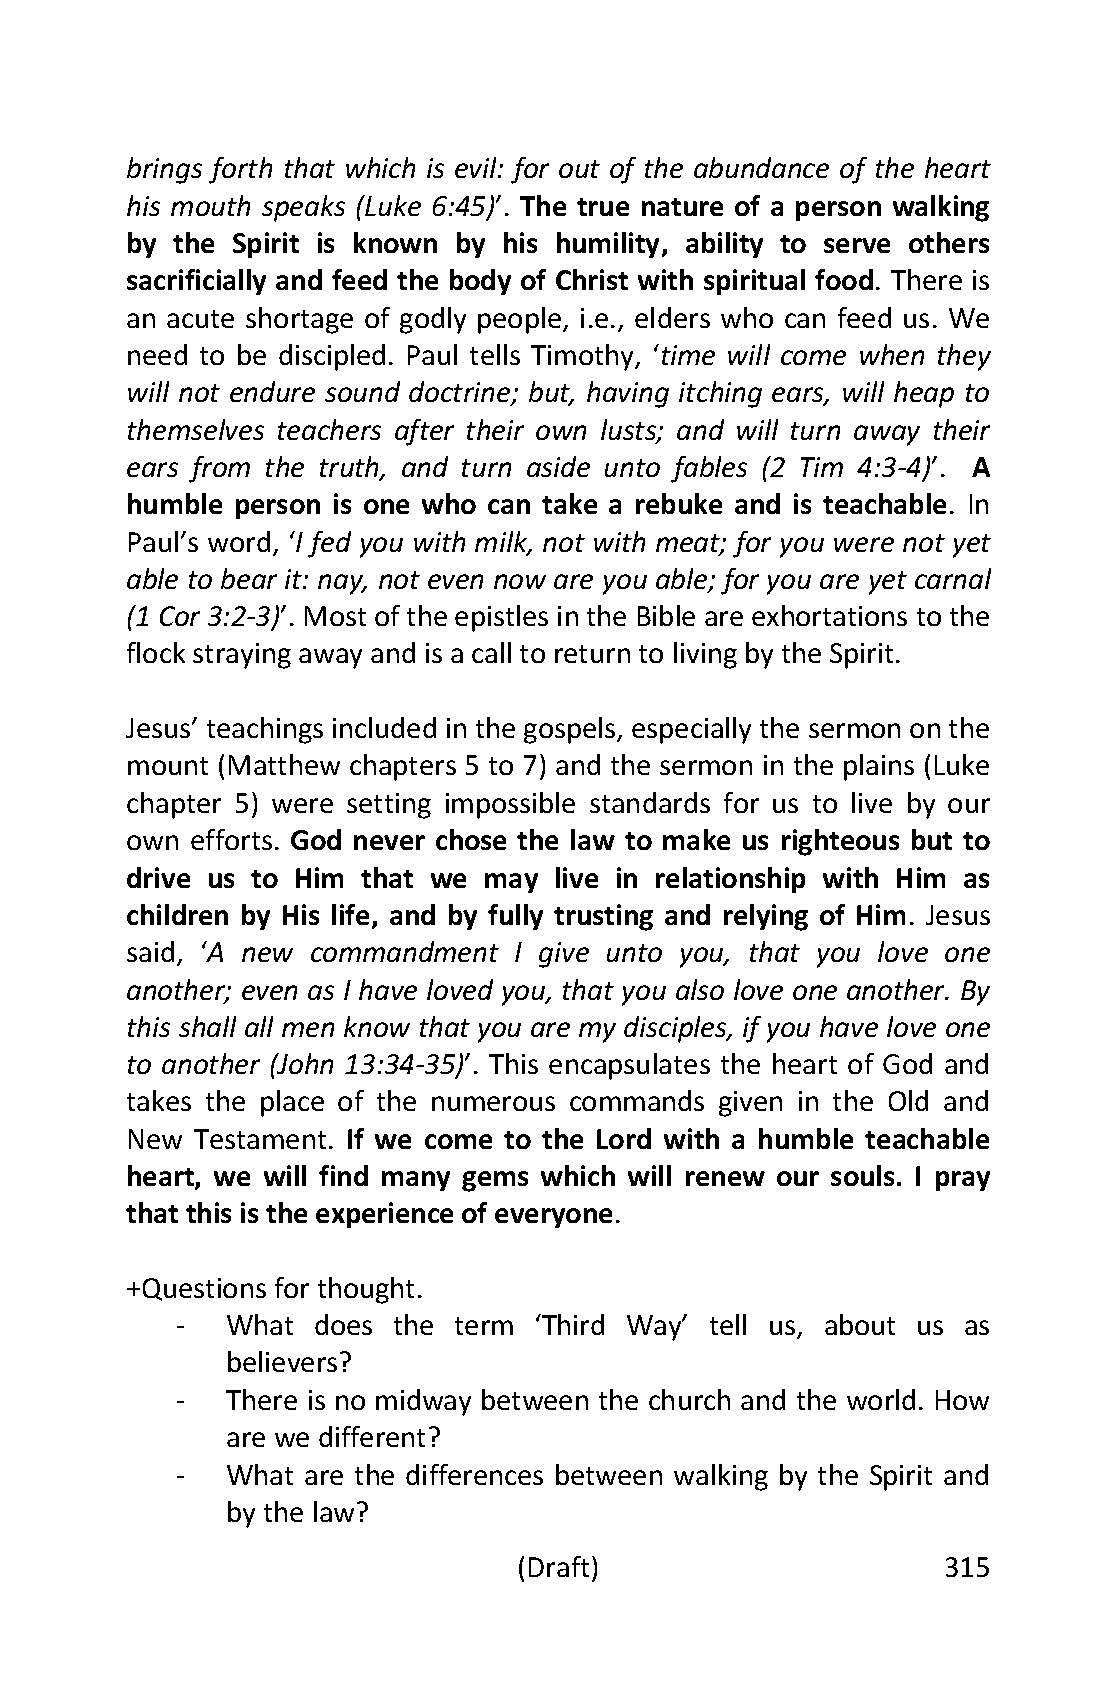 brings forth that which is evil: for out of the abundance of the heart
his mouth speaks (Luke 6:45)’. The true nature of a person walking
by the Spirit is known by his humility, ability to serve others
sacrificially and feed the body of Christ with spiritual food. There is
an acute shortage of godly people, i.e., elders who can feed us. We
need to be discipled. Paul tells Timothy, ‘time will come when they
will not endure sound doctrine; but, having itching ears, will heap to
themselves teachers after their own lusts; and will turn away their
ears from the truth, and turn aside unto fables (2 Tim 4:3-4)’. A
humble person is one who can take a rebuke and is teachable. In
Paul’s word, ‘I fed you with milk, not with meat; for you were not yet
able to bear it: nay, not even now are you able; for you are yet carnal
(1 Cor 3:2-3)’. Most of the epistles in the Bible are exhortations to the
flock straying away and is a call to return to living by the Spirit.
Jesus’ teachings included in the gospels, especially the sermon on the
mount (Matthew chapters 5 to 7) and the sermon in the plains (Luke
chapter 5) were setting impossible standards for us to live by our
own efforts. God never chose the law to make us righteous but to
drive us to Him that we may live in relationship with Him as
children by His life, and by fully trusting and relying of Him. Jesus
said, ‘A new commandment I give unto you, that you love one
another; even as I have loved you, that you also love one another. By
this shall all men know that you are my disciples, if you have love one
to another (John 13:34-35)’. This encapsulates the heart of God and
takes the place of the numerous commands given in the Old and
New Testament. If we come to the Lord with a humble teachable
heart, we will find many gems which will renew our souls. I pray
that this is the experience of everyone.
+Questions for thought.
- What does the term ‘Third Way’ tell us, about us as
believers?
- There is no midway between the church and the world. How
are we different?
- What are the differences between walking by the Spirit and
by the law?
(Draft) 315